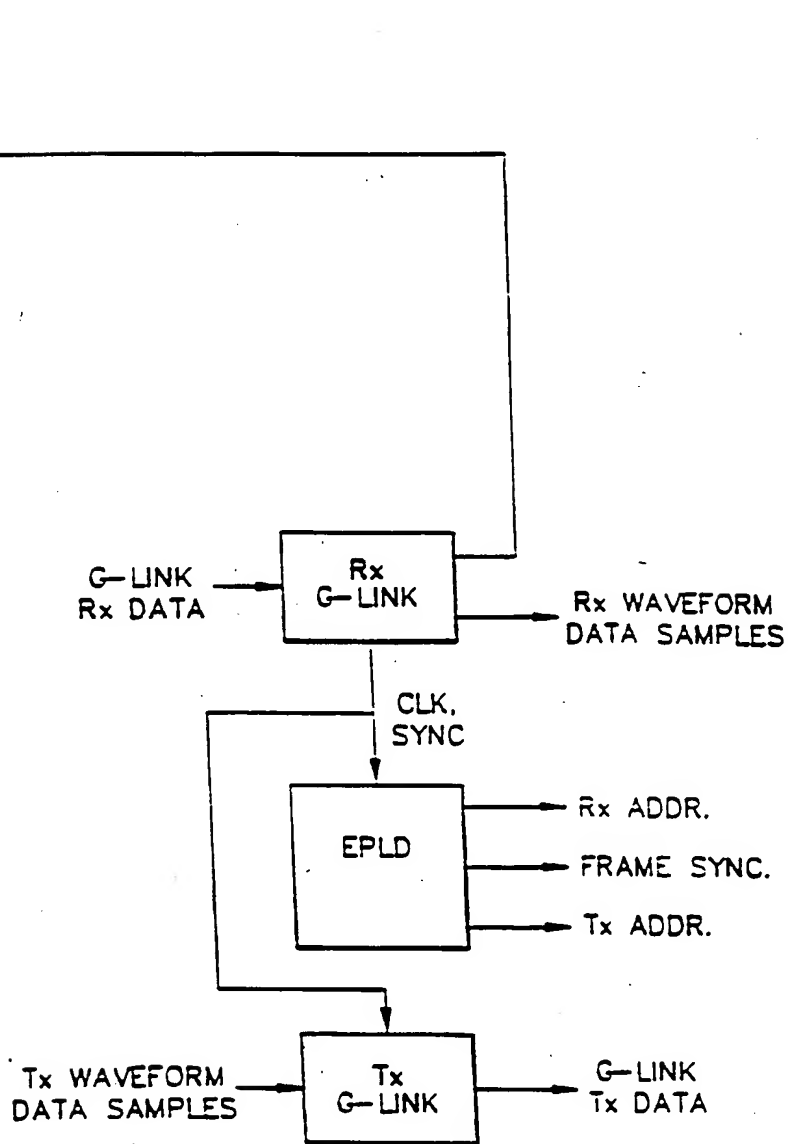 G-LINK
Rx DATA
Rx
G-LINK
Rx WAVEFORM
DATA SAMPLES
CLK.
SYNC
EPLD
Rx ADDR.
FRAME SYNC.
Tx ADDR.
Tx WAVEFORM
DATA SAMPLES
Tx
G-LINK
G-LINK
Tx DATA